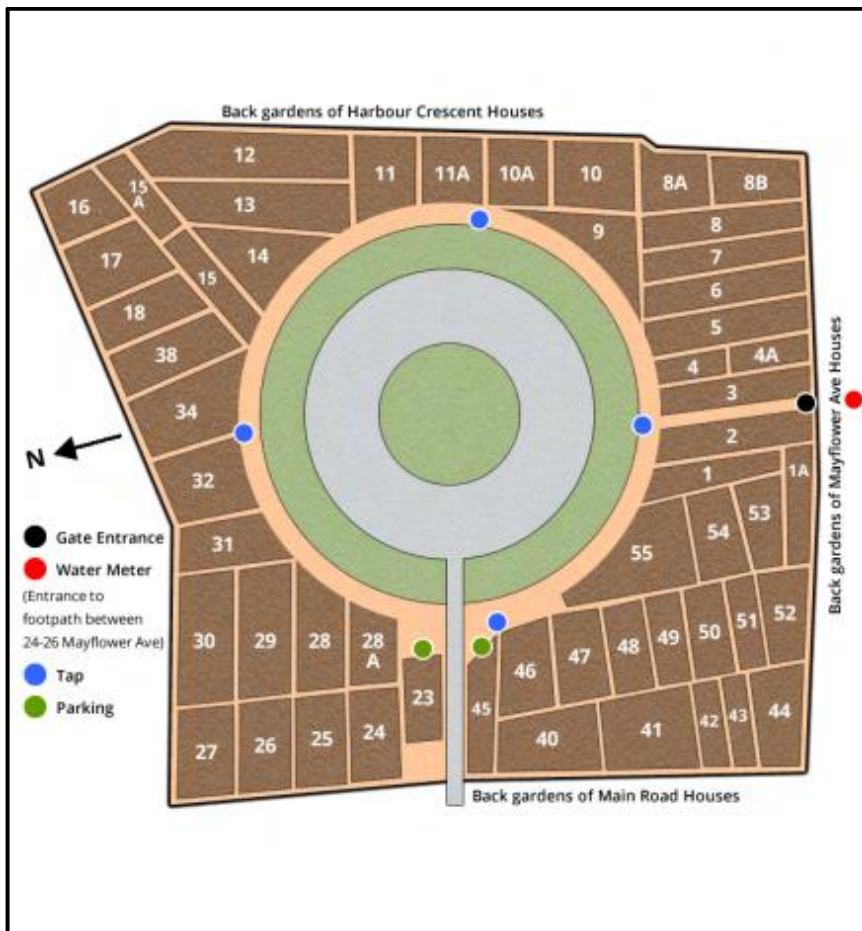 Back gardens of Harbour Crescent Houses
12
11
11A
10A
10
8A
8B
15
A
16
13
9
8
14
7
17
15
6
18
5
38
4
4A
3
34
2
N
32
1
1A
Back gardens of Mayflower Ave Houses
31
55
54
53
Gate Entrance
Water Meter
(Entrance to
footpath between
24-26 Mayflower Ave)
Tap
Parking
30
29
28
28
A
46
47
48
49
50
51
52
23
45
27
26
25
24
40
41
42
43
44
Back gardens of Main Road Houses